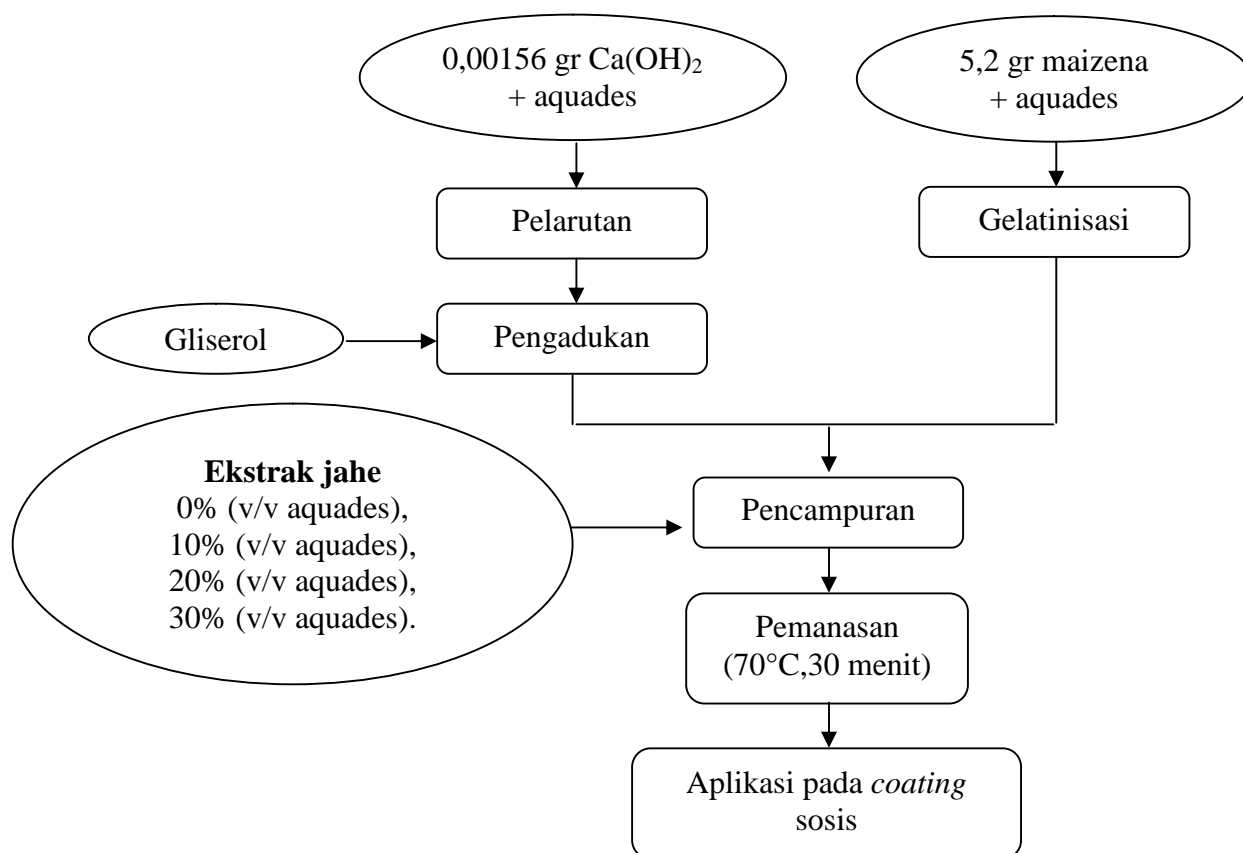 0,00156 gr Ca(OH)₂
+ aquades
5,2 gr maizena
+ aquades
Pelarutan
Gelatinisasi
Gliserol
Pengadukan
Ekstrak jahe
0% (v/v aquades),
10% (v/v aquades),
20% (v/v aquades),
30% (v/v aquades).
Pencampuran
Pemanasan
(70°C,30 menit)
Aplikasi pada coating
sosis